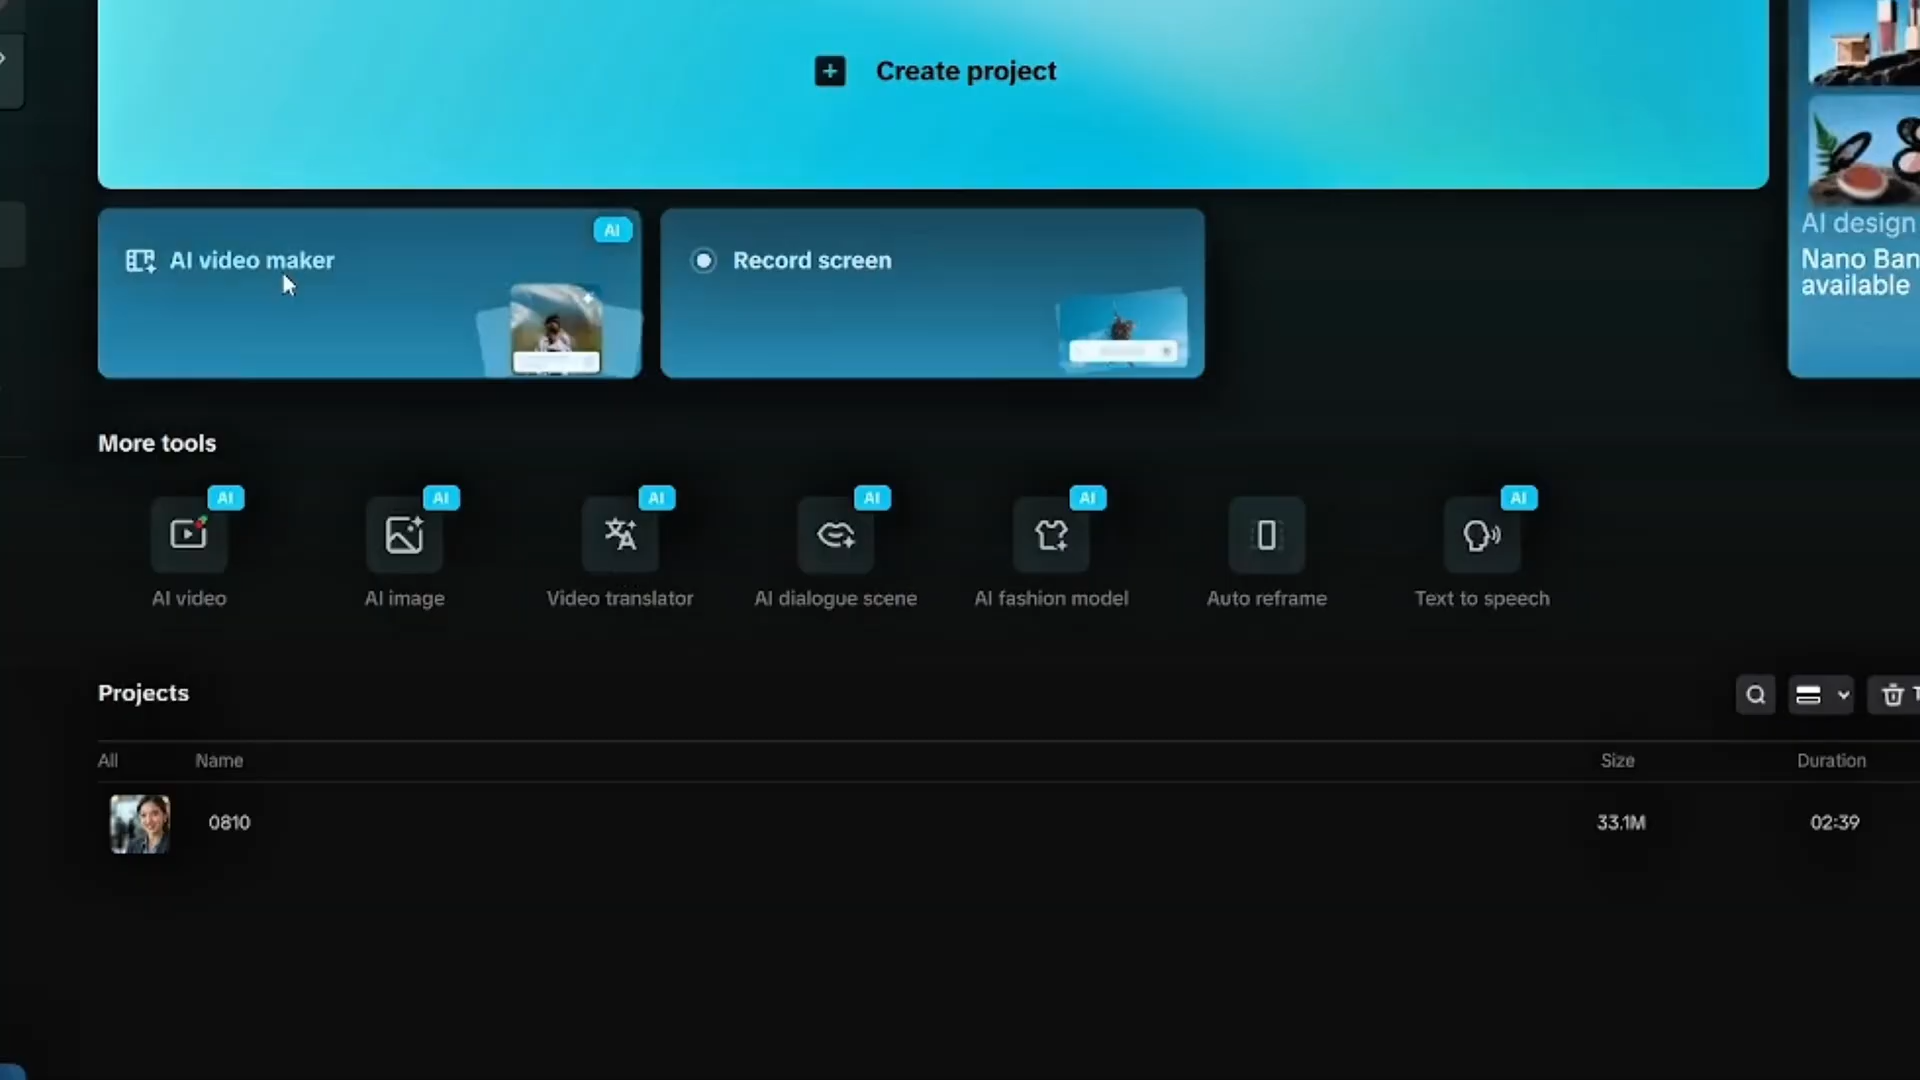 Create project
AI
AI video maker
Record screen
AI design
Nano Ban
available
More tools
AI
AI
AI
AI
AI
AI
AI video
AI image
Video translator
AI dialogue scene
AI fashion model
Auto reframe
Text to speech
Projects
All
Name
Size
Duration
0810
33.1M
02:39